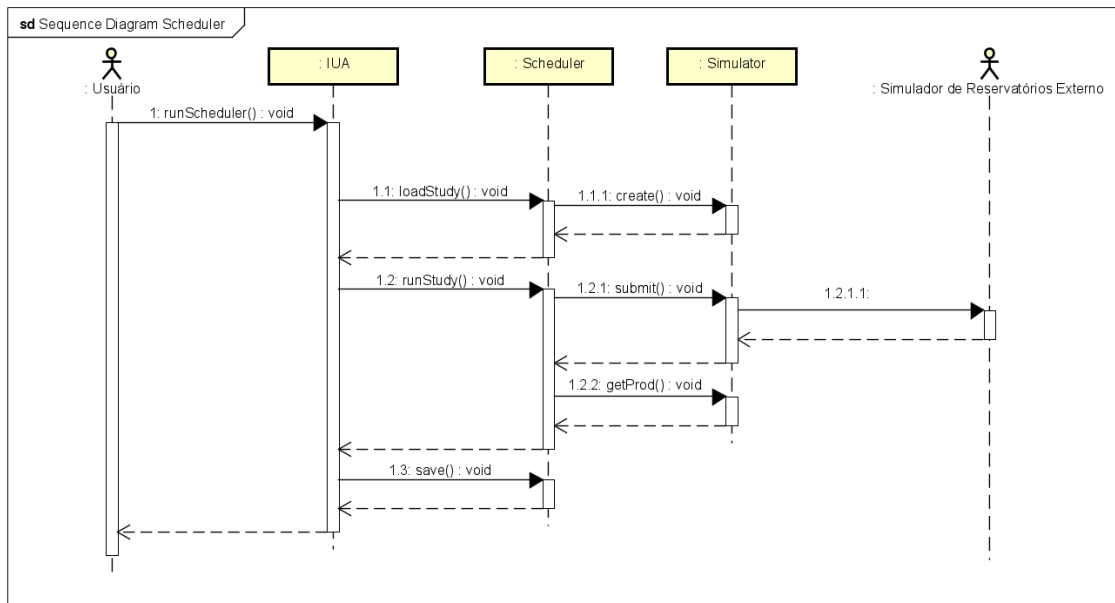 sd Sequence Diagram Scheduler
: Usuário
: IUA
: Scheduler
: Simulator
: Simulador de Reservatórios Externo
1: runScheduler() : void
1.1: loadStudy() : void
1.1.1: create() : void
1.2: runStudy() : void
1.2.1: submit() : void
1.2.1.1:
1.2.2: getProd() : void
1.3: save() : void